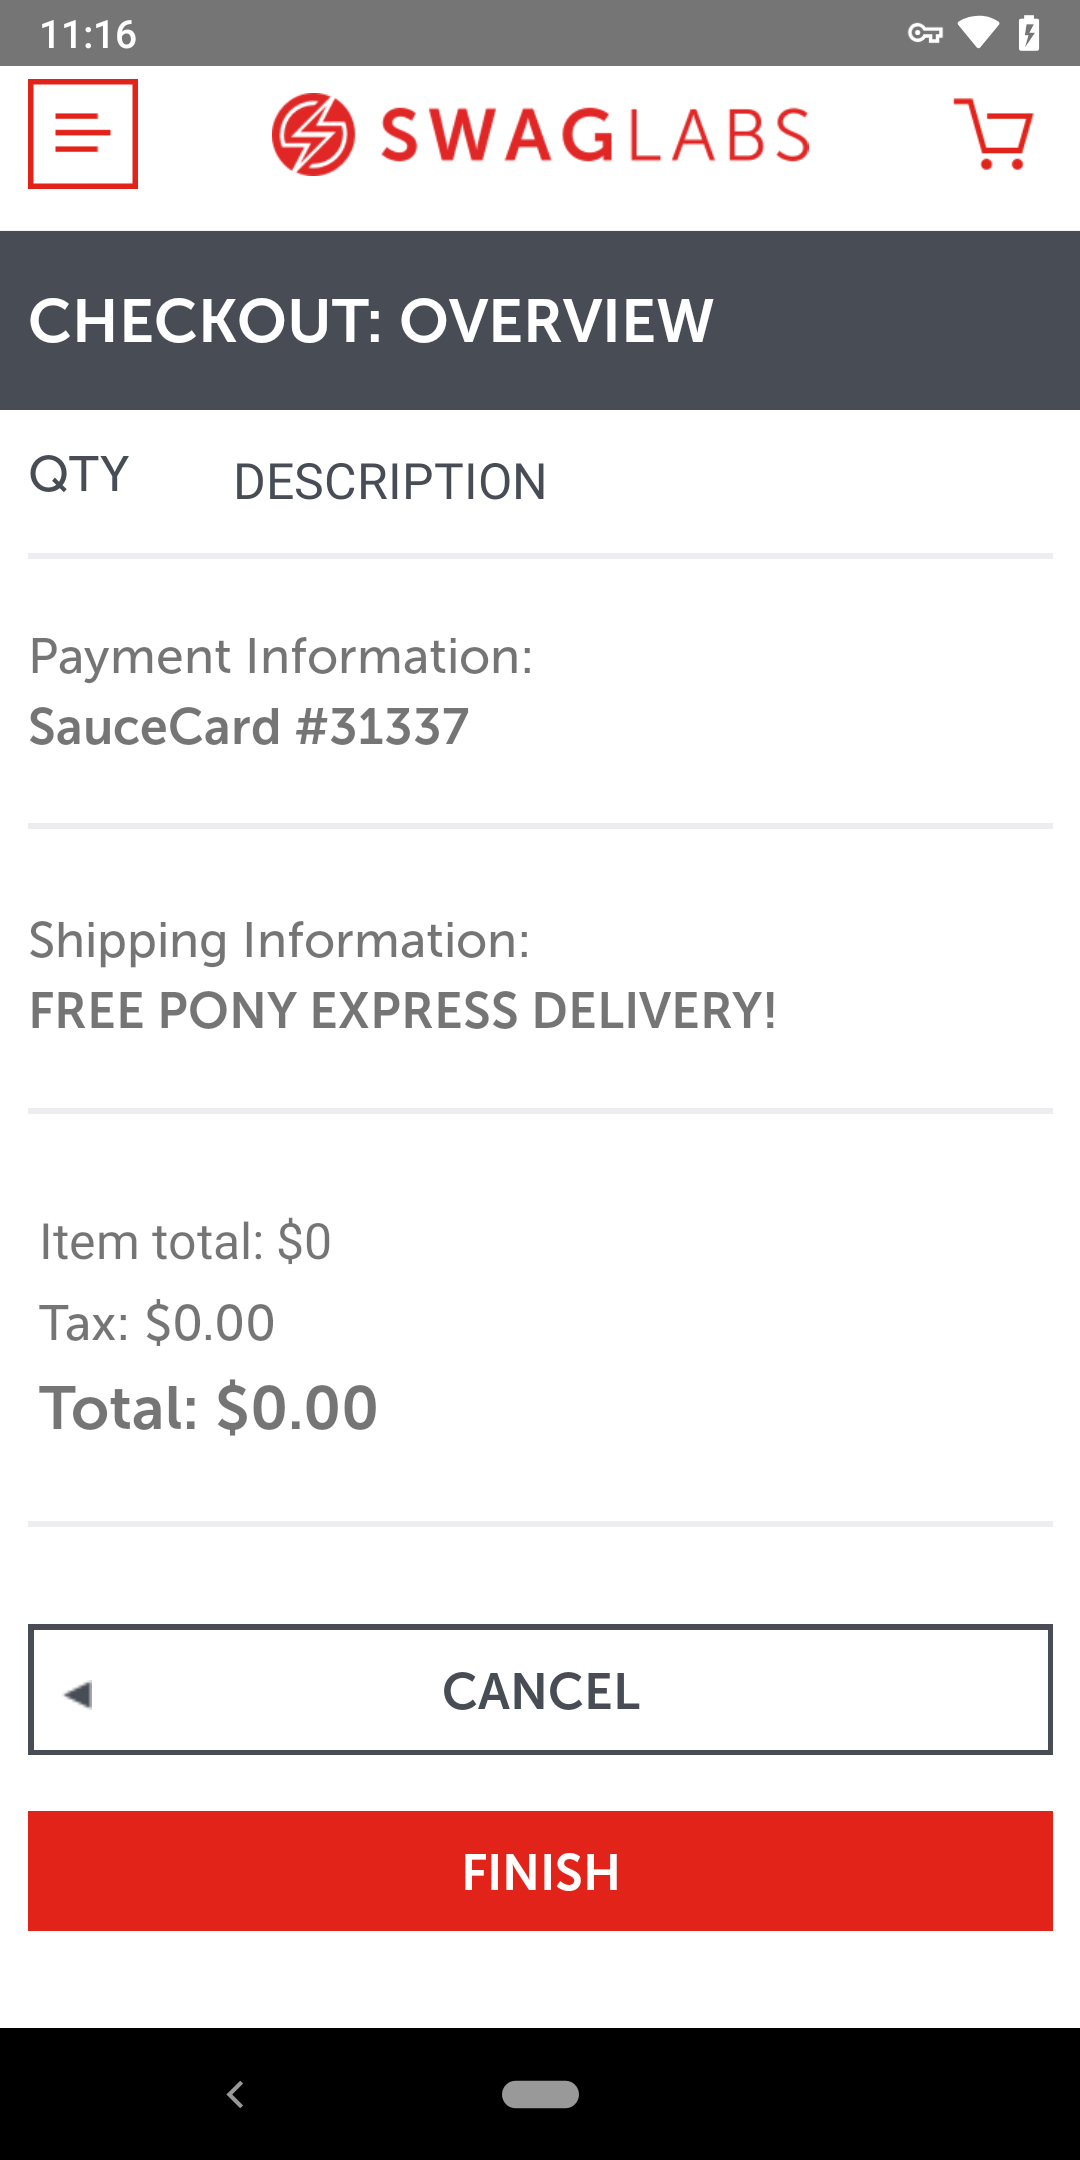 11:16
SWAGLABS
CHECKOUT: OVERVIEW
QTY DESCRIPTION
Payment Information:
SauceCard #31337
Shipping Information:
FREE PONY EXPRESS DELIVERY!
Item total: $0
Tax: $0.00
Total: $0.00
CANCEL
FINISH